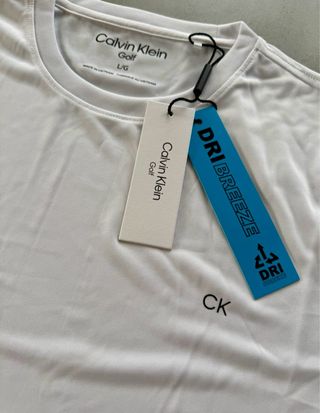 Calvin Klein
Golf
L/G
Calvin Klein
Golf
DRI BREEZE
DRI
CK